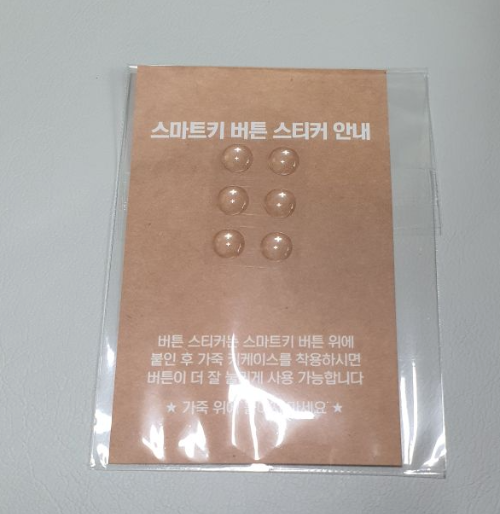 스마트키 버튼 스티커 안내
버튼 스티커는 스마트키 버튼 위에
붙인 후 가죽 키케이스를 착용하시면
버튼이 더 잘 눌리게 사용 가능합니다
★ 가죽 위에 ★